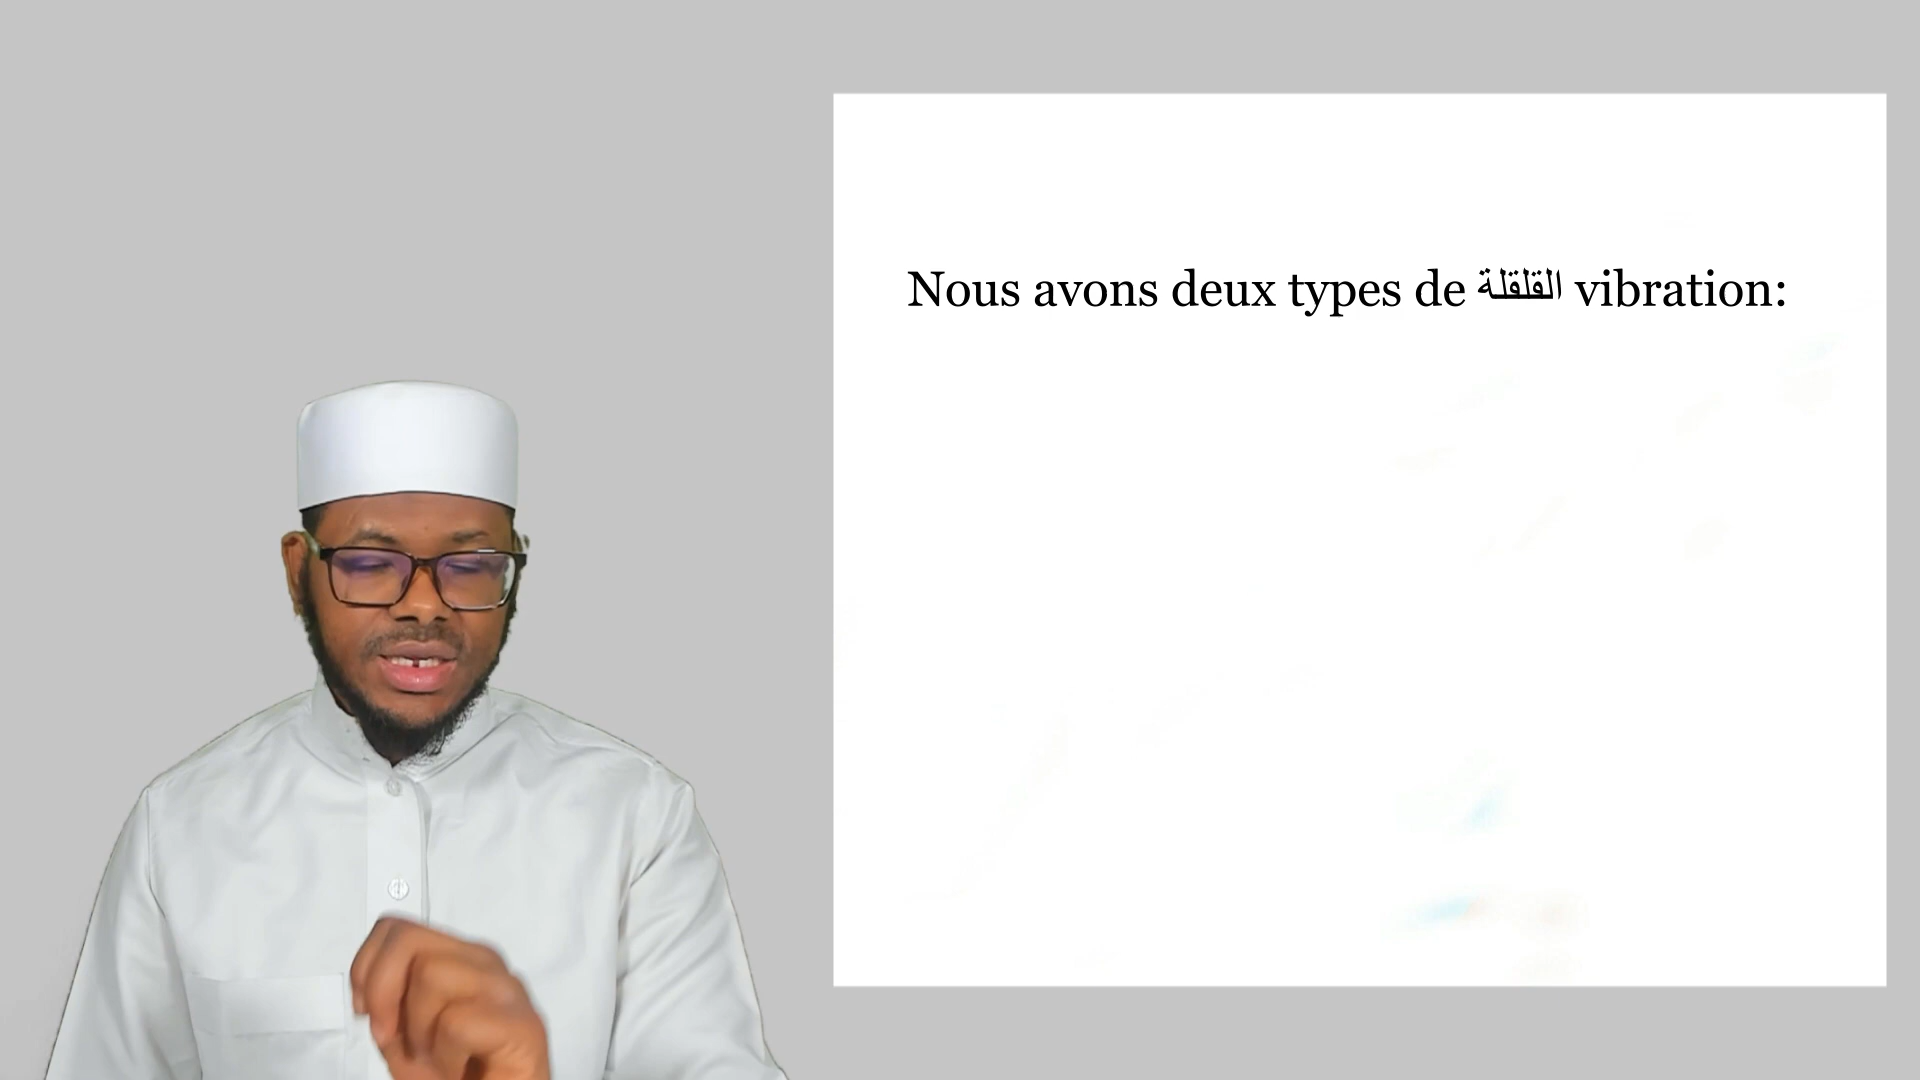 Nous avons deux types de القلقلة vibration: